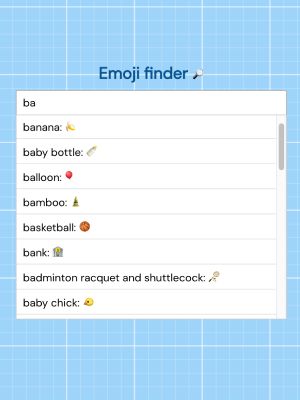 Emoji finder 🔎
ba
banana: 🍌
baby bottle: 🍼
balloon: 🎈
bamboo: 🎍
basketball: 🏀
bank: 🏦
badminton racquet and shuttlecock: 🏸
baby chick: 🐤